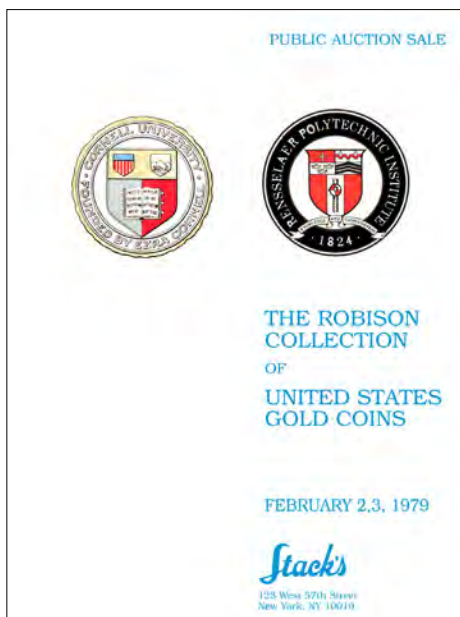 PUBLIC AUCTION SALE
CORNELL UNIVERSITY
FOUNDED BY EZRA CORNELL
RENSSELAER POLYTECHNIC INSTITUTE
· 1824 ·
THE ROBISON
COLLECTION
OF
UNITED STATES
GOLD COINS
FEBRUARY 2,3, 1979
Stack's
123 West 57th Street
New York, NY 10019